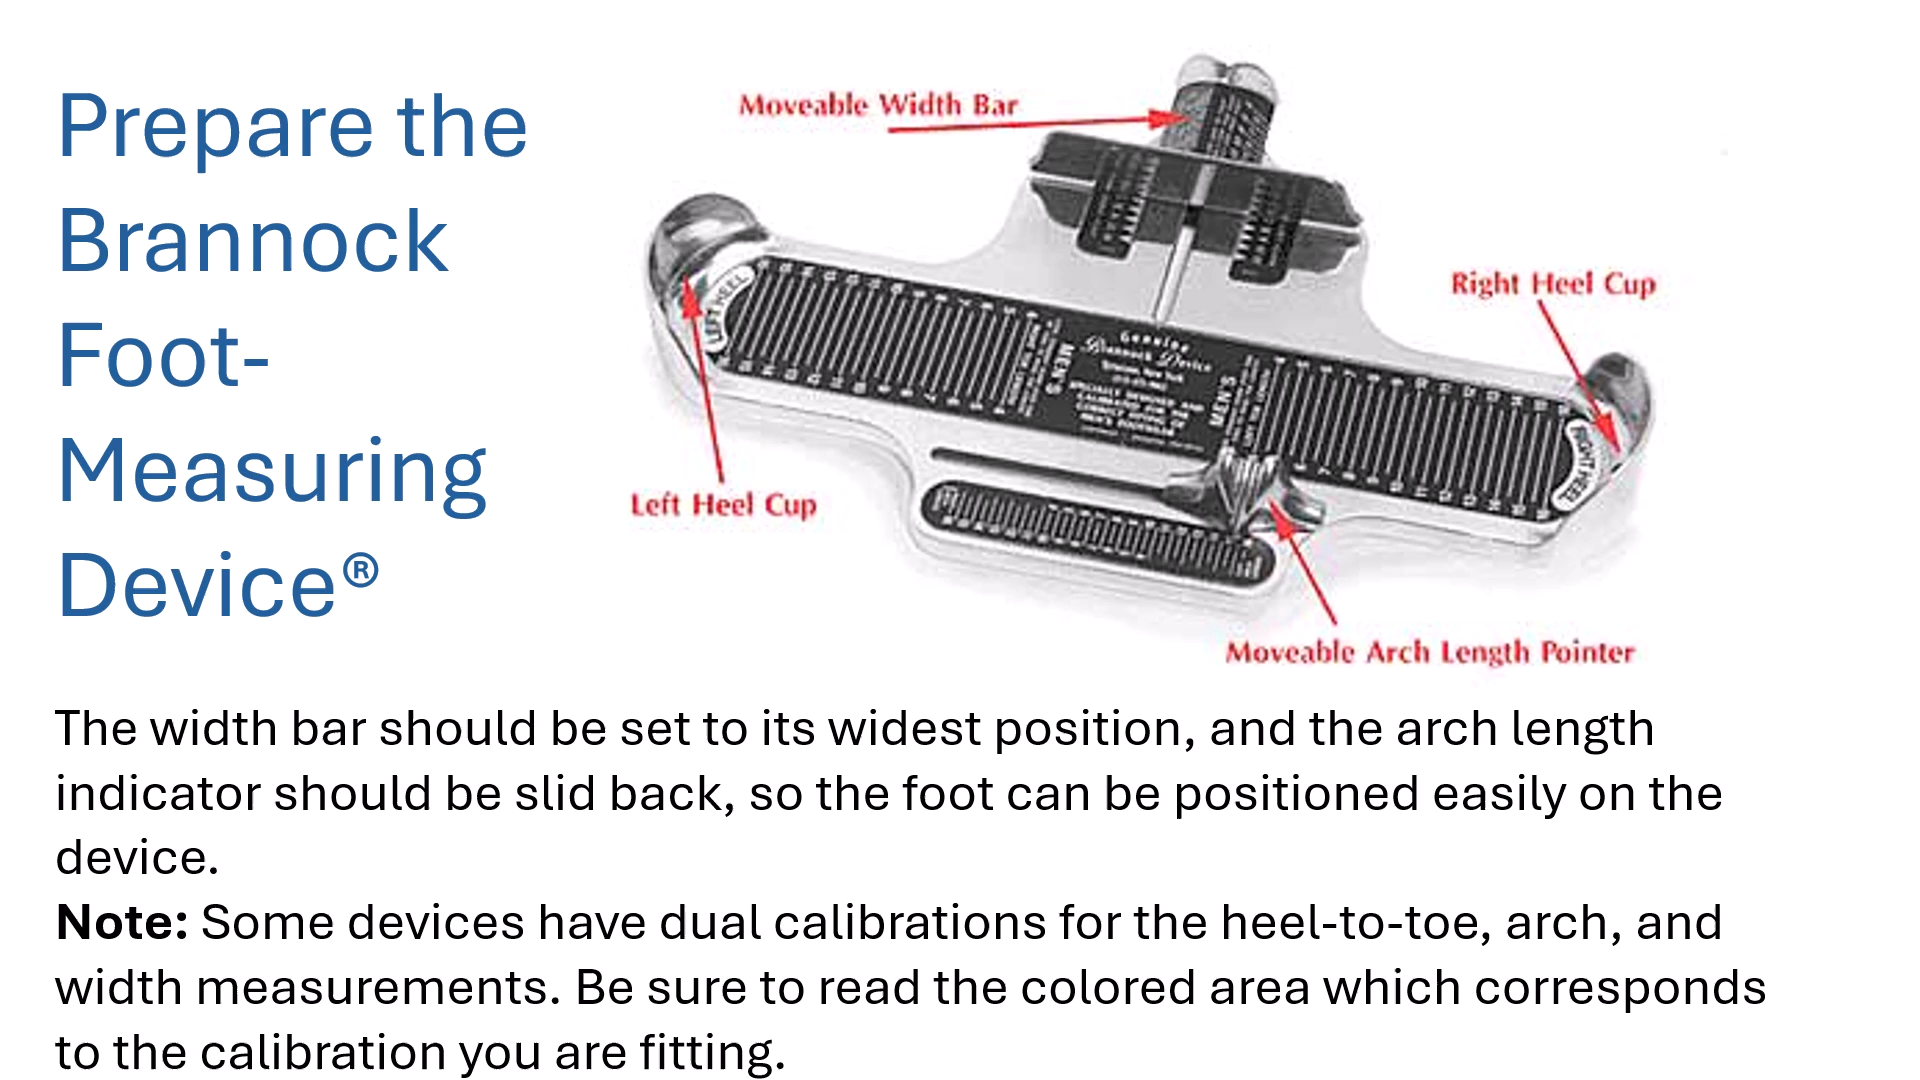 Prepare the
Brannock
Foot-
Measuring
Device®
Moveable Width Bar
Right Heel Cup
LEFT HEEL
MEN'S
Genuine
Brannock Device
MEN'S
RIGHT HEEL
Left Heel Cup
Moveable Arch Length Pointer
The width bar should be set to its widest position, and the arch length
indicator should be slid back, so the foot can be positioned easily on the
device.
Note: Some devices have dual calibrations for the heel-to-toe, arch, and
width measurements. Be sure to read the colored area which corresponds
to the calibration you are fitting.